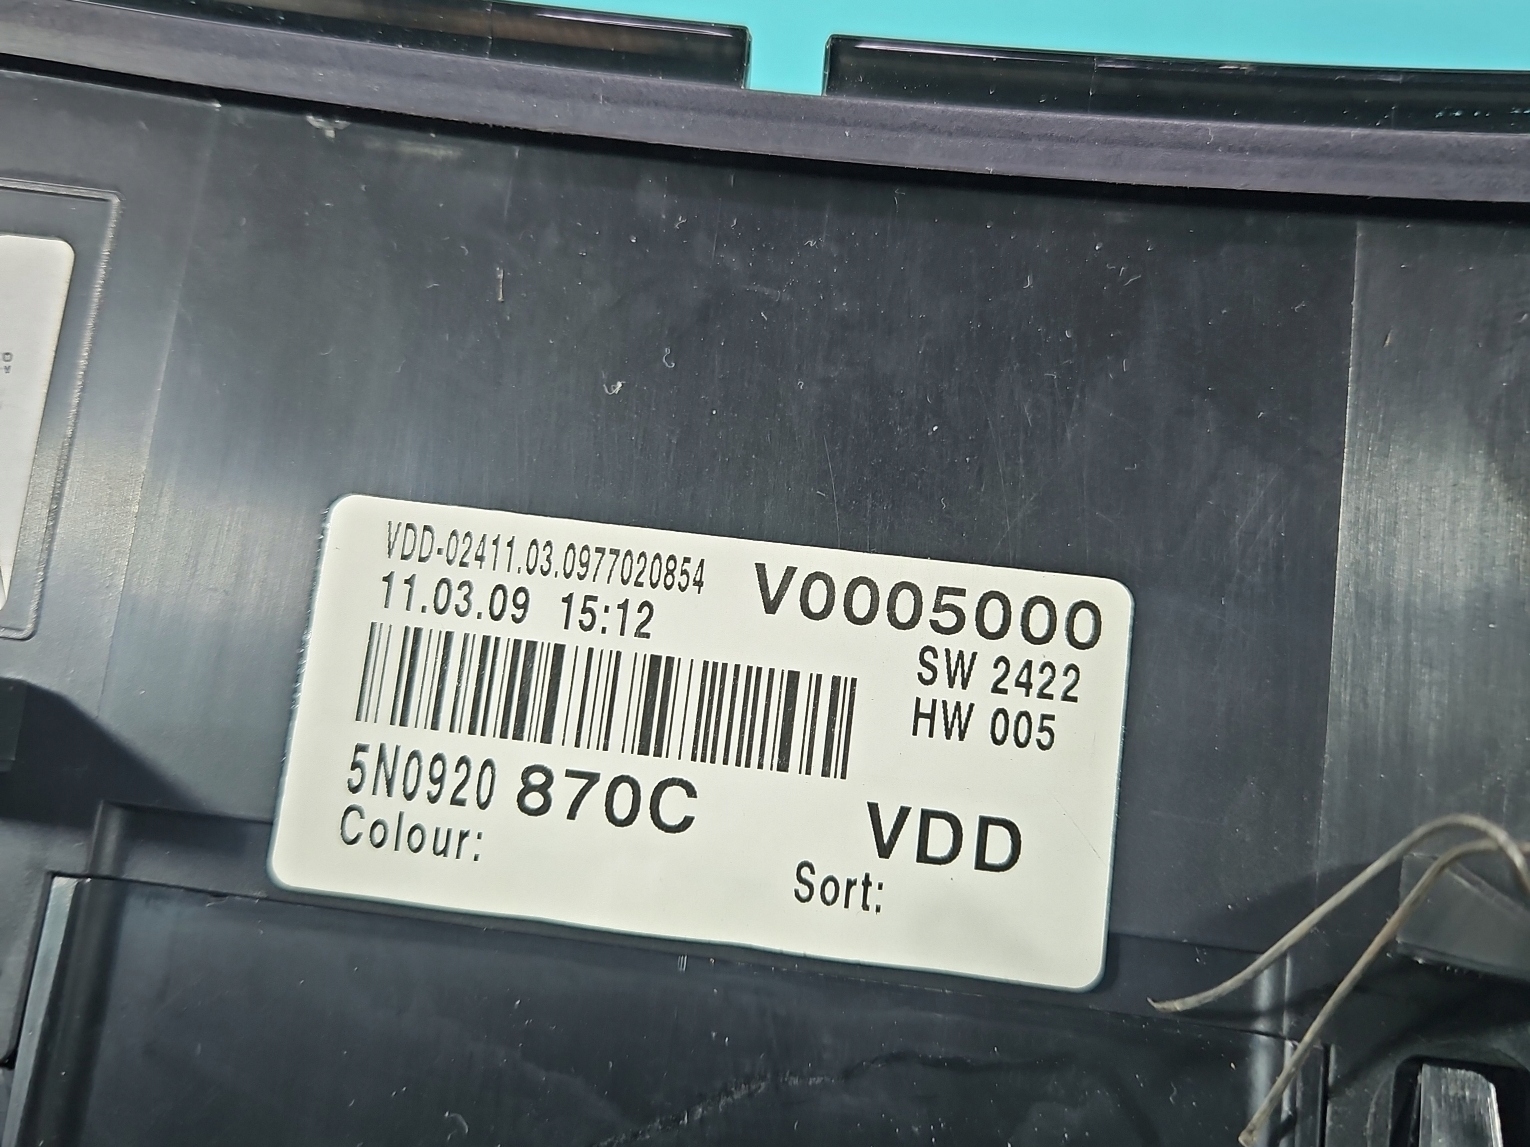 VDD-02411.03.0977020854
11.03.09 15:12
V0005000
SW 2422
HW 005
5N0920 870C
Colour:
VDD
Sort: